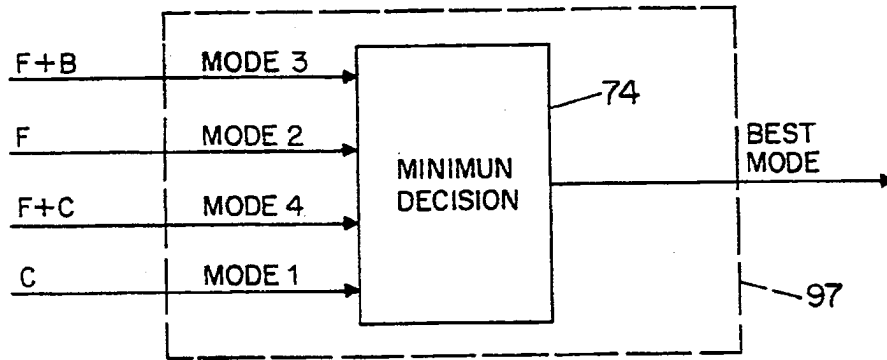 F+B MODE 3
F MODE 2
F+C MODE 4
C MODE 1
MINIMUN
DECISION
74
BEST
MODE
97